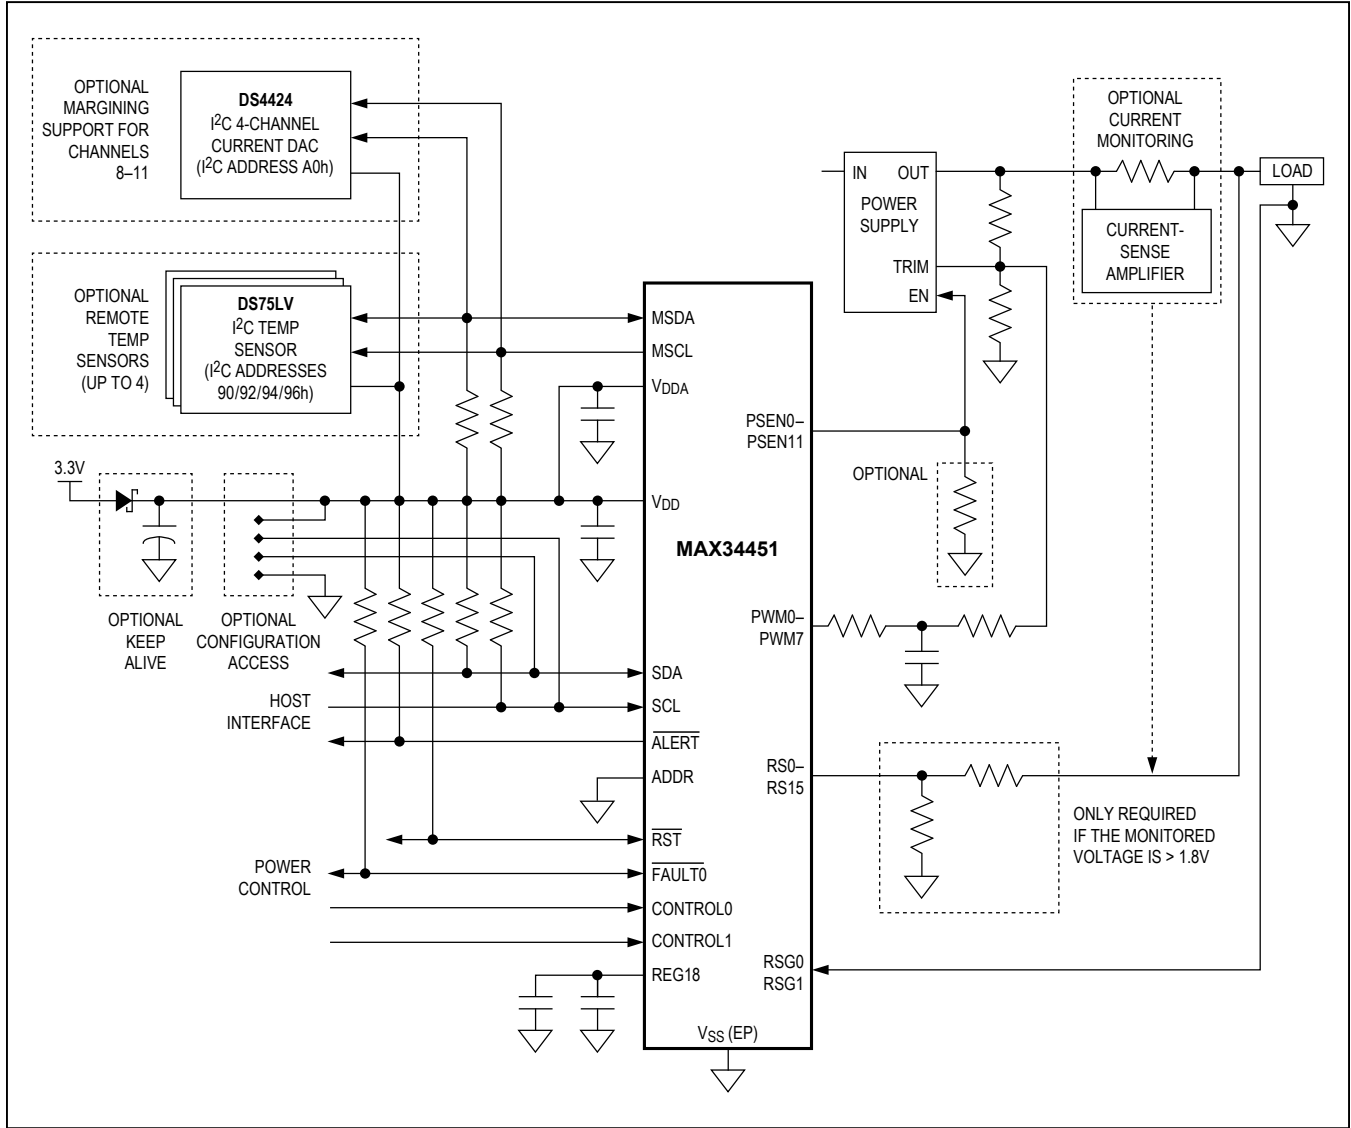 OPTIONAL
MARGINING
SUPPORT FOR
CHANNELS
8–11
DS4424
I2C 4-CHANNEL
CURRENT DAC
(I2C ADDRESS A0h)
OPTIONAL
REMOTE
TEMP
SENSORS
(UP TO 4)
DS75LV
I2C TEMP
SENSOR
(I2C ADDRESSES
90/92/94/96h)
3.3V
OPTIONAL
KEEP
ALIVE
OPTIONAL
CONFIGURATION
ACCESS
HOST
INTERFACE
POWER
CONTROL
MSDA
MSCL
VDDA
VDD
MAX34451
SDA
SCL
ALERT
ADDR
RST
FAULT0
CONTROL0
CONTROL1
REG18
VSS (EP)
PSEN0–
PSEN11
PWM0–
PWM7
RS0–
RS15
RSG0
RSG1
IN
OUT
POWER
SUPPLY
TRIM
EN
OPTIONAL
OPTIONAL
CURRENT
MONITORING
CURRENT-
SENSE
AMPLIFIER
LOAD
ONLY REQUIRED
IF THE MONITORED
VOLTAGE IS > 1.8V